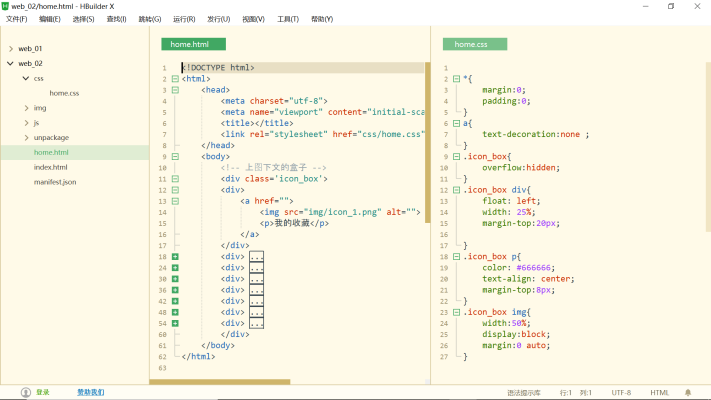 web_02/home.html - HBuilder X
文件(F) 编辑(E) 选择(S) 查找(I) 跳转(G) 运行(R) 发行(U) 视图(V) 工具(T) 帮助(Y)
web_01
web_02
css
home.css
img
js
unpackage
home.html
index.html
manifest.json
home.html
1 <!DOCTYPE html>
2 <html>
3 <head>
4 <meta charset="utf-8">
5 <meta name="viewport" content="initial-sca
6 <title></title>
7 <link rel="stylesheet" href="css/home.css"
8 </head>
9 <body>
10 <!-- 上图下文的盒子 -->
11 <div class='icon_box'>
12 <div>
13 <a href="">
14 <img src="img/icon_1.png" alt="">
15 <p>我的收藏</p>
16 </a>
17 </div>
18 <div> ...
24 <div> ...
30 <div> ...
36 <div> ...
42 <div> ...
48 <div> ...
54 <div> ...
60 </div>
61 </body>
62 </html>
63
home.css
1
2 *{
3 margin:0;
4 padding:0;
5 }
6 a{
7 text-decoration:none ;
8 }
9 .icon_box{
10 overflow:hidden;
11 }
12 .icon_box div{
13 float: left;
14 width: 25%;
15 margin-top:20px;
16
17 }
18 .icon_box p{
19 color: #666666;
20 text-align: center;
21 margin-top:8px;
22 }
23 .icon_box img{
24 width:50%;
25 display:block;
26 margin:0 auto;
27 }
登录 赞助我们 语法提示库 行:1 列:1 UTF-8 HTML